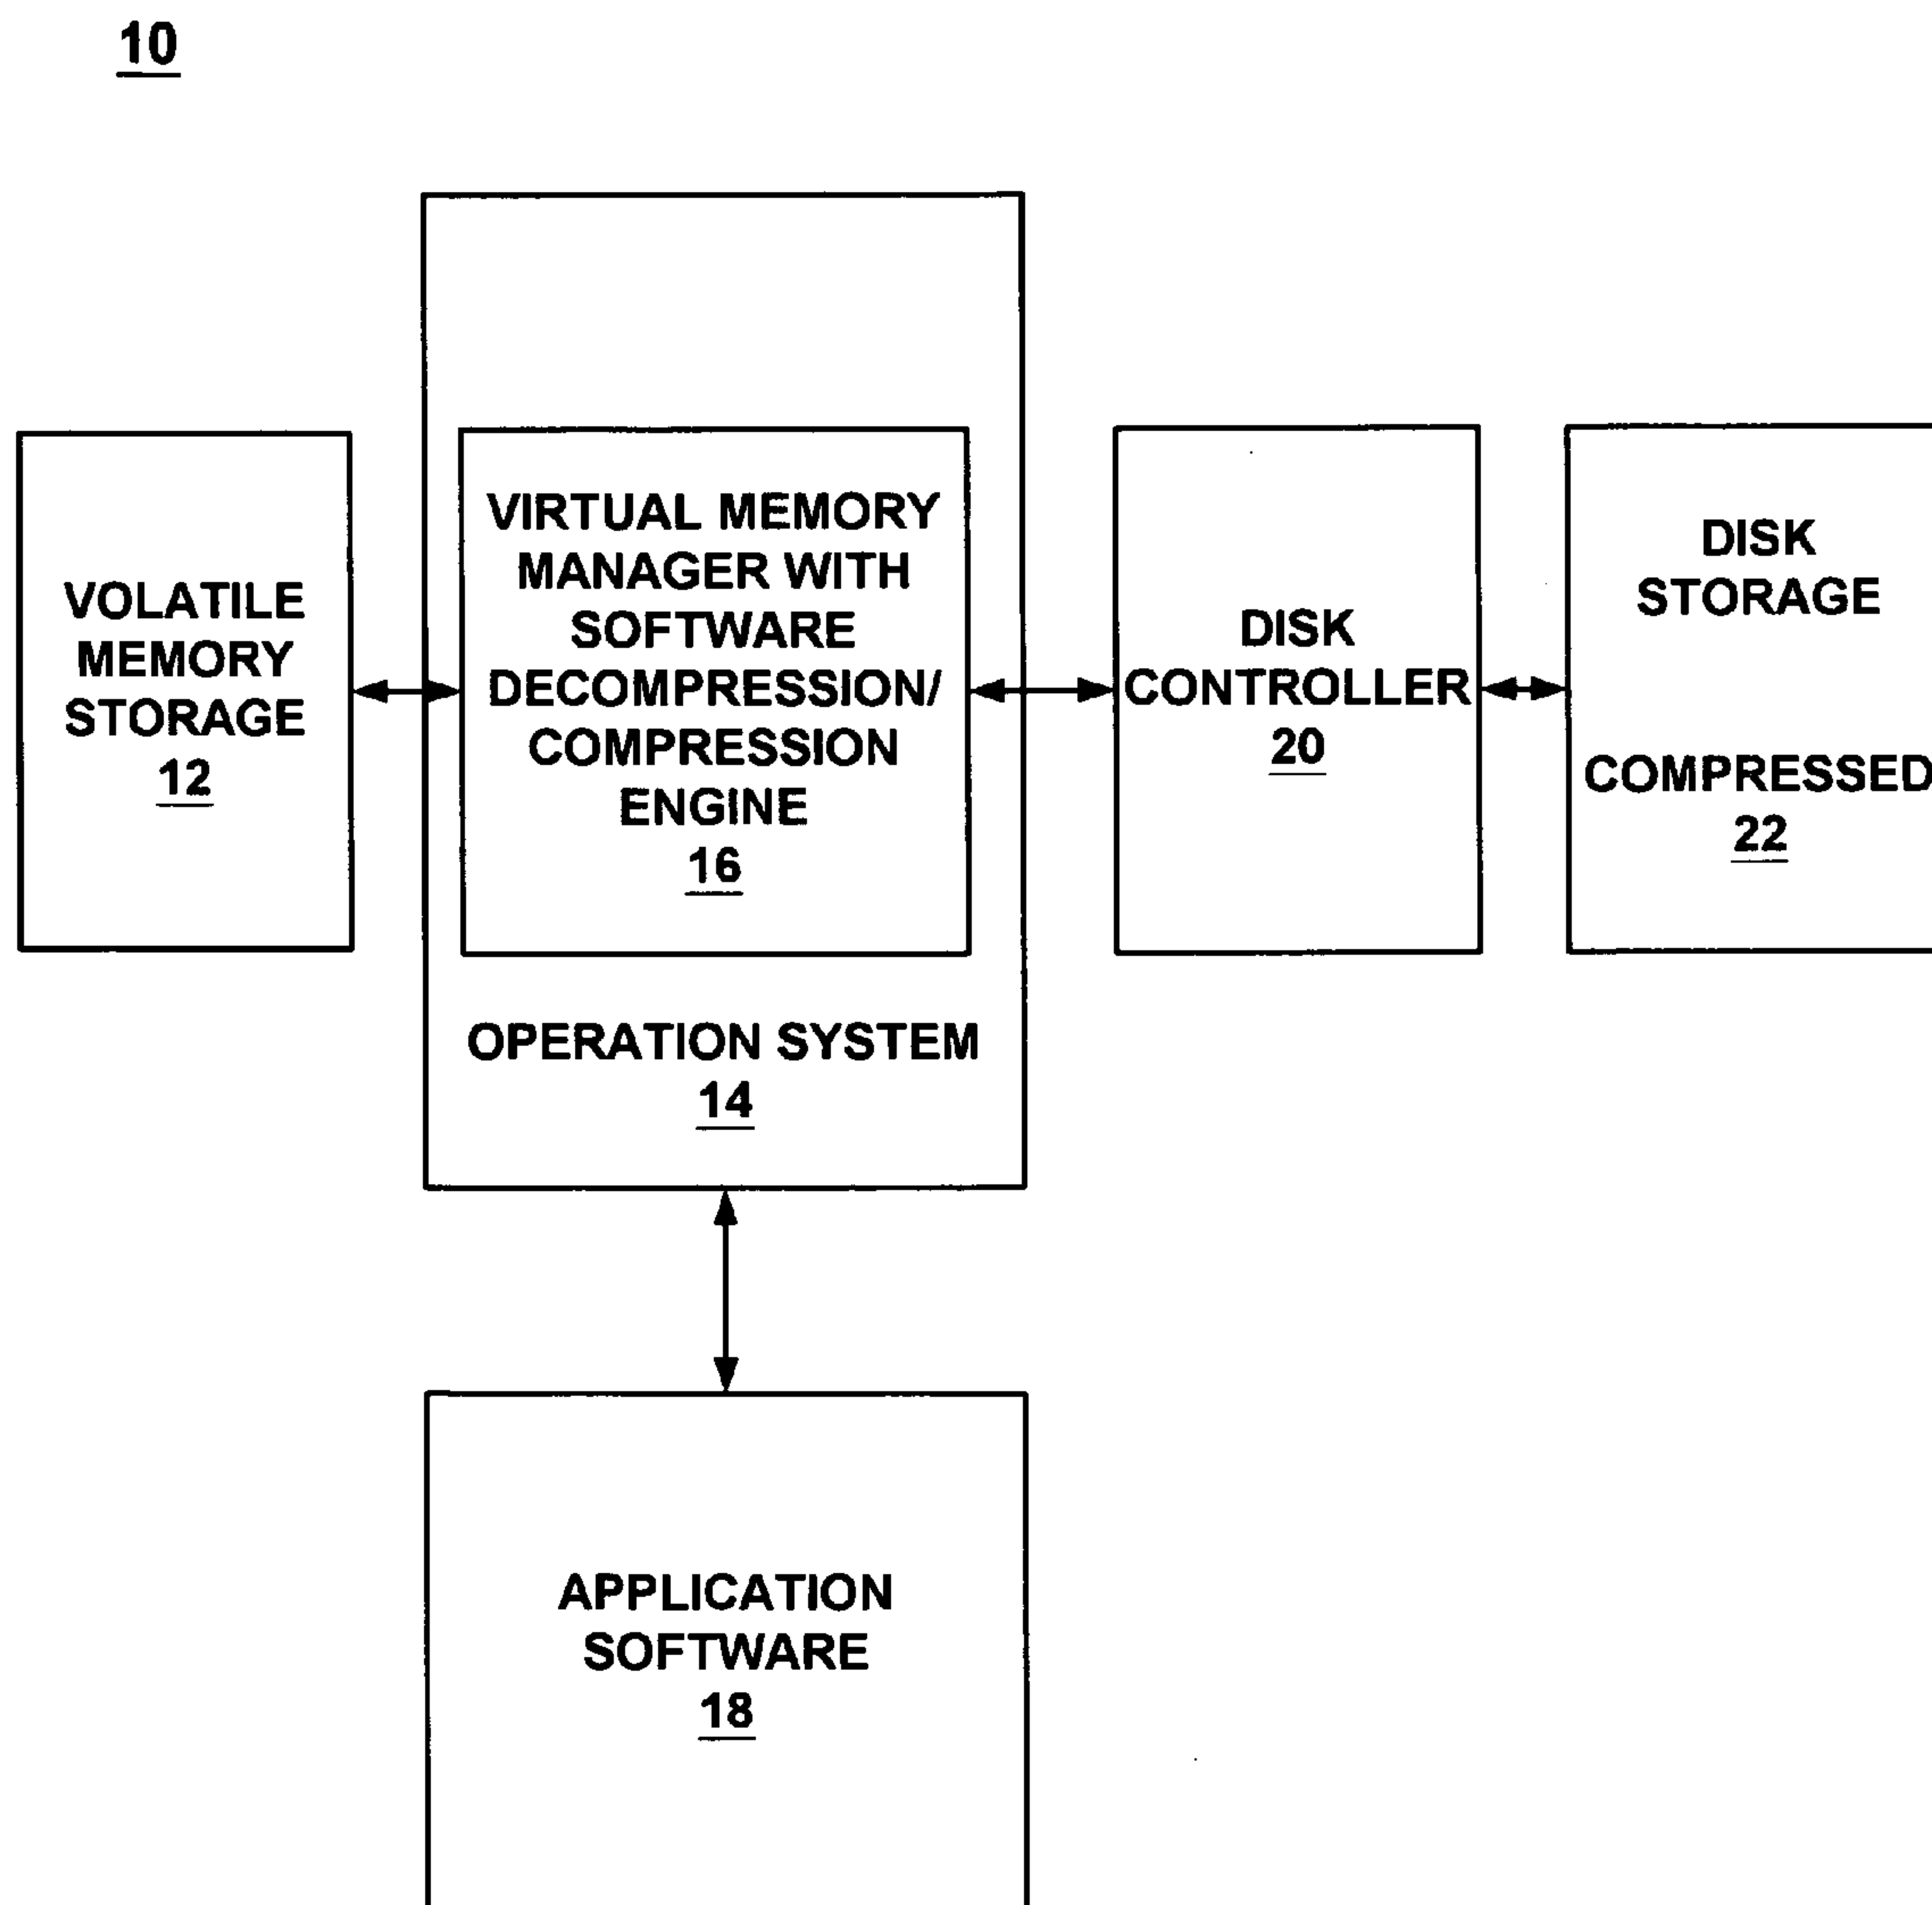 10
VOLATILE
MEMORY
STORAGE
12
VIRTUAL MEMORY
MANAGER WITH
SOFTWARE
DECOMPRESSION/
COMPRESSION
ENGINE
16
OPERATION SYSTEM
14
DISK
CONTROLLER
20
DISK
STORAGE
COMPRESSED
22
APPLICATION
SOFTWARE
18